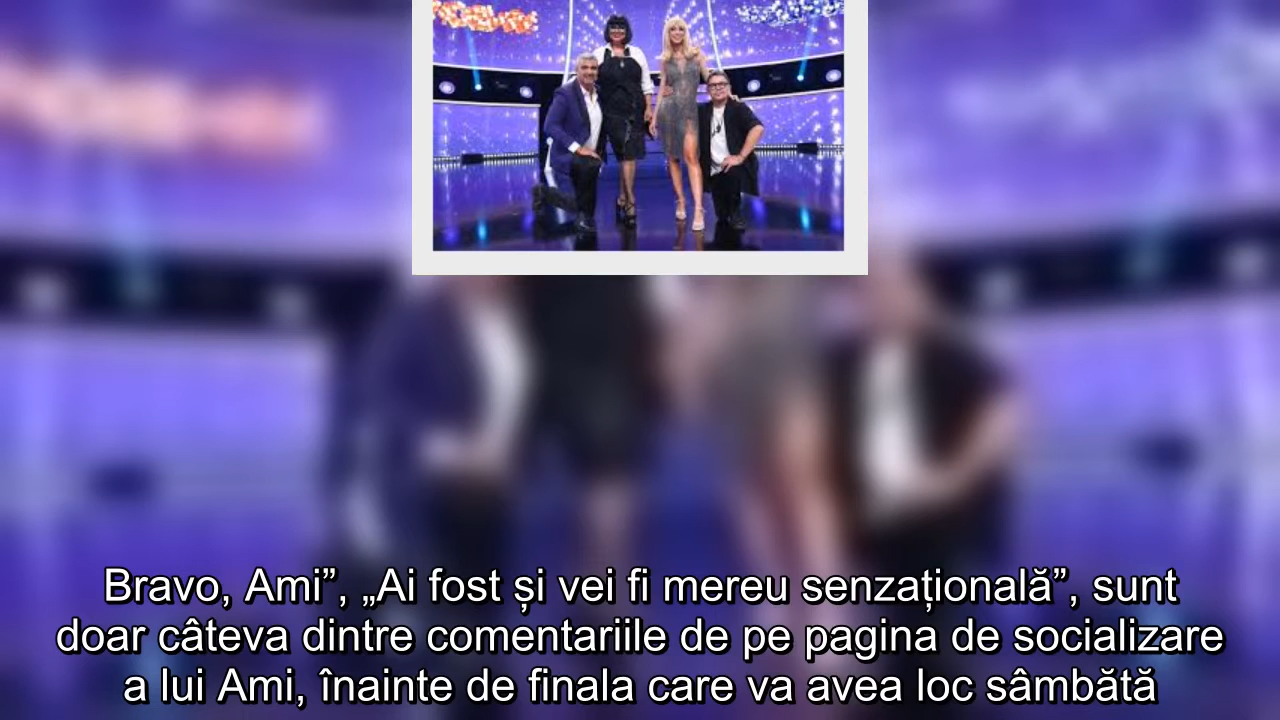 Bravo, Ami”, „Ai fost și vei fi mereu senzațională”, sunt
doar câteva dintre comentariile de pe pagina de socializare
a lui Ami, înainte de finala care va avea loc sâmbătă